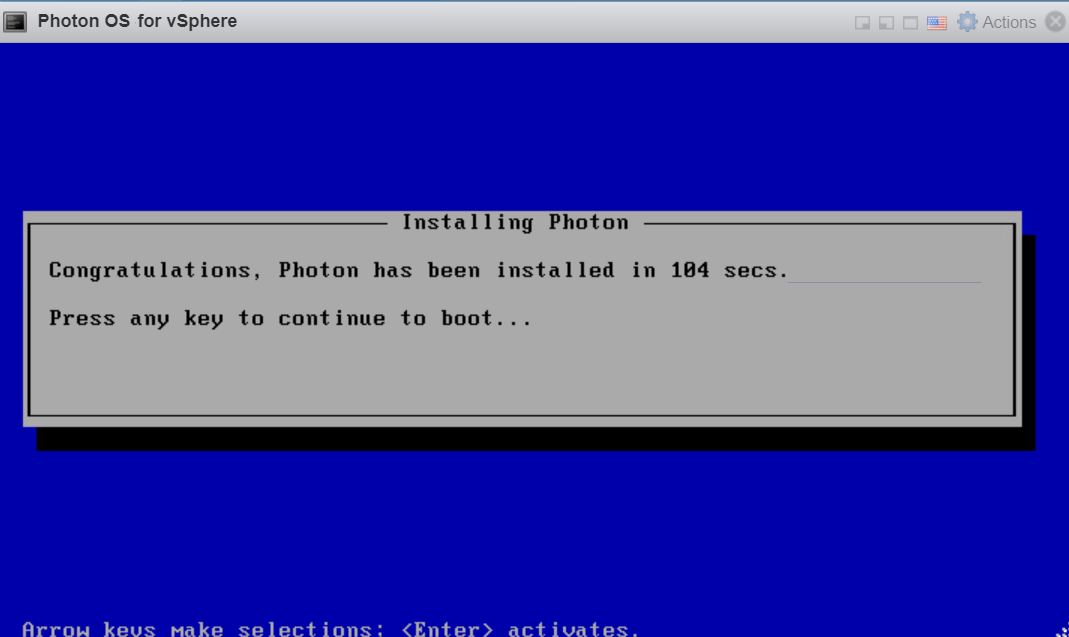 Photon OS for vSphere
Actions
Installing Photon
Congratulations, Photon has been installed in 104 secs.
Press any key to continue to boot...
Arrow keys make selections; <Enter> activates.